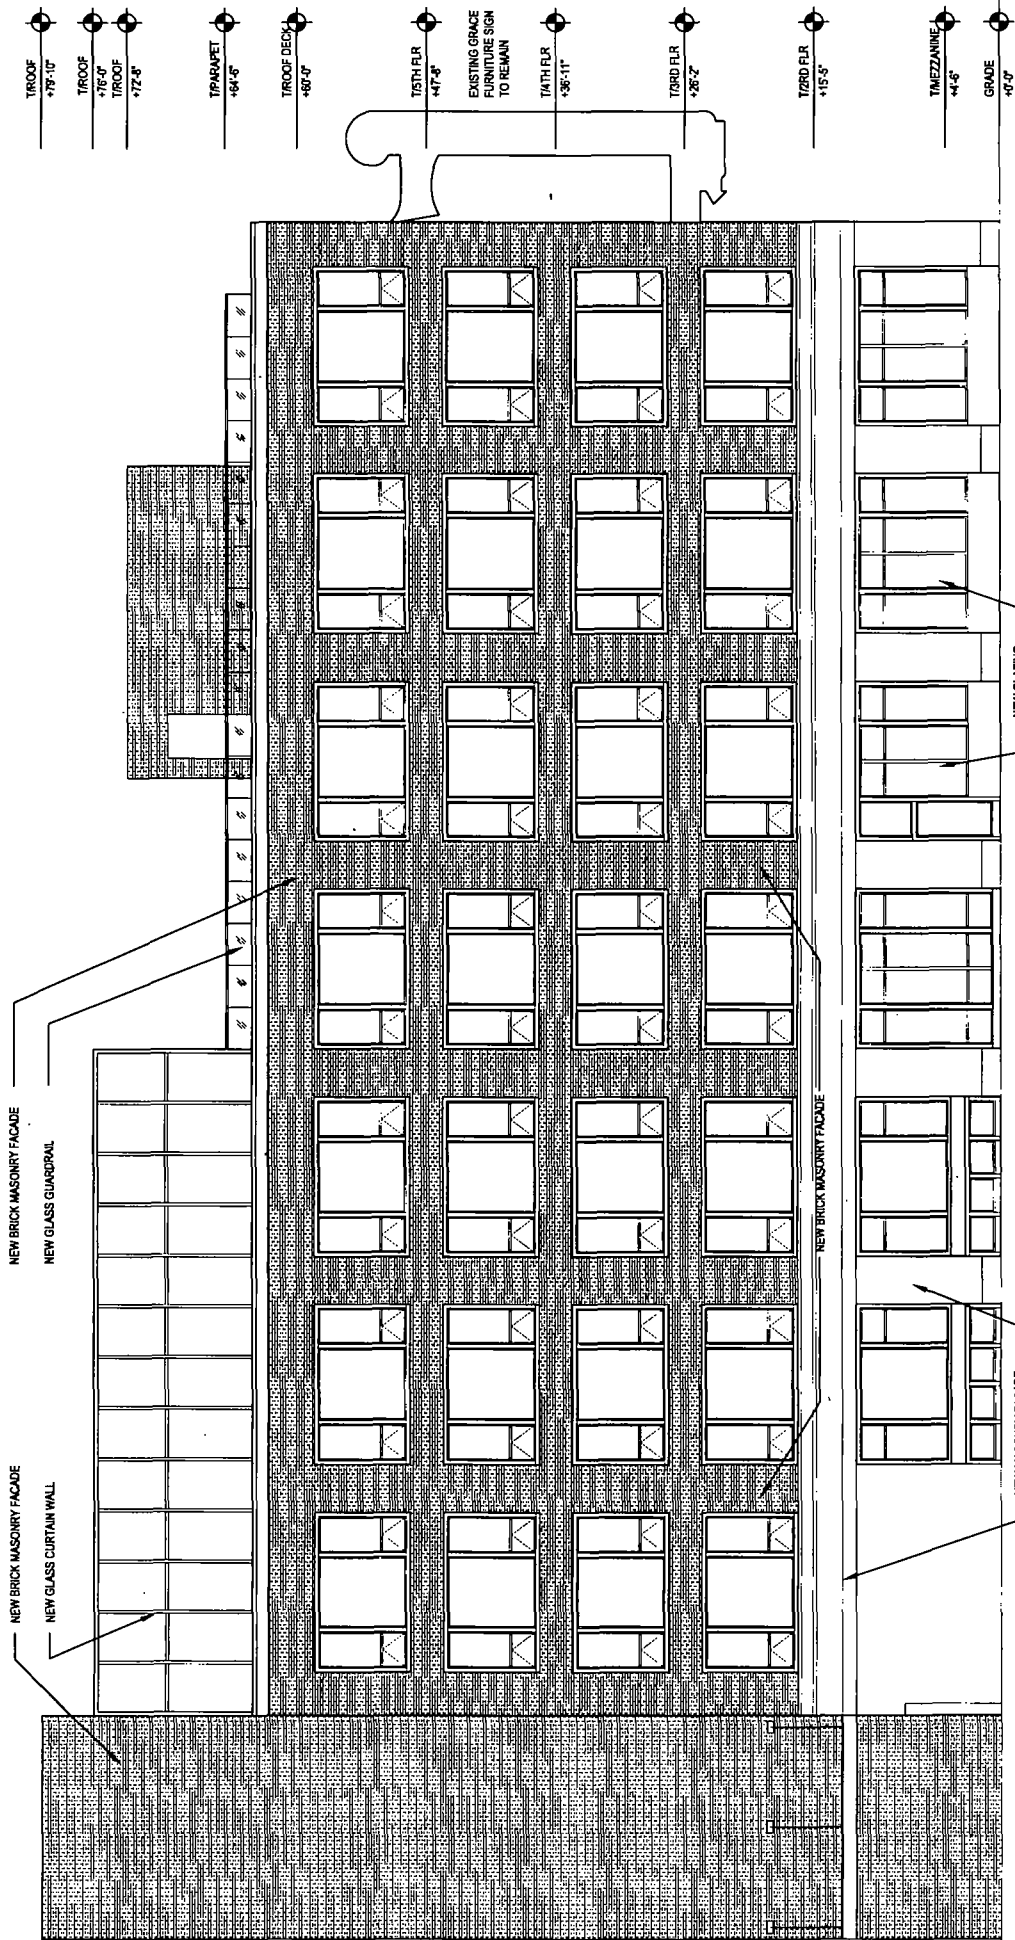 T/ROOF
+79'-10"
T/ROOF
+76'-0"
T/ROOF
+72'-8"
T/PARAPET
+64'-6"
T/ROOF DECK
+60'-0"
T/5TH FLR
+47'-8"
EXISTING GRACE
FURNITURE SIGN
TO REMAIN
T/4TH FLR
+36'-11"
T/3RD FLR
+26'-2"
T/2RD FLR
+15'-5"
T/MEZZANINE
+4'-6"
GRADE
+0'-0"
NEW BRICK MASONRY FACADE
NEW GLASS GUARDRAIL
NEW BRICK MASONRY FACADE
NEW GLASS CURTAIN WALL
NEW BRICK MASONRY FACADE